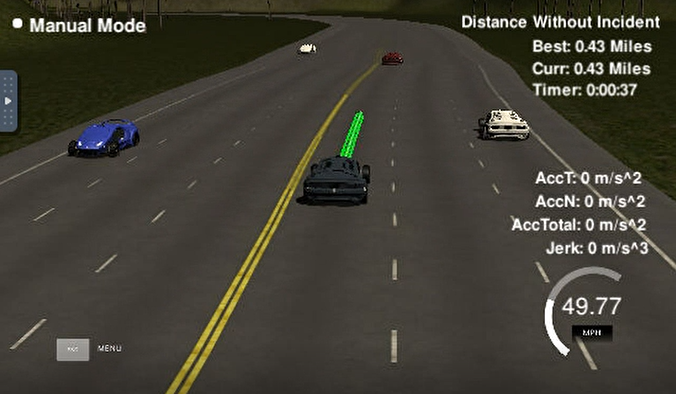 Manual Mode
Distance Without Incident
Best: 0.43 Miles
Curr: 0.43 Miles
Timer: 0:00:37
AccT: 0 m/s^2
AccN: 0 m/s^2
AccTotal: 0 m/s^2
Jerk: 0 m/s^3
49.77
MPH
MENU